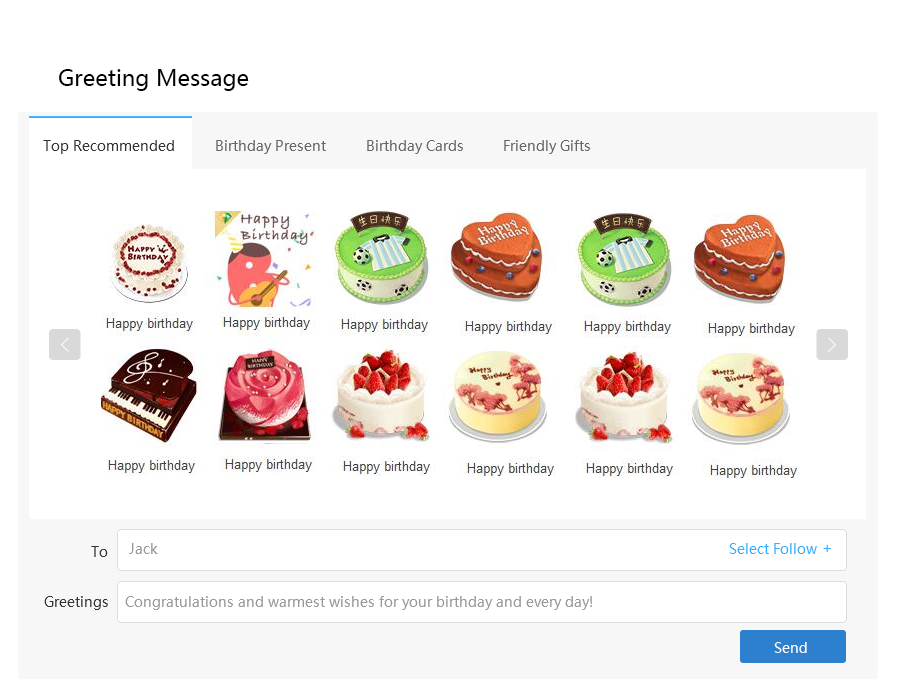 Greeting Message
Top Recommended
Birthday Present
Birthday Cards
Friendly Gifts
HAPPY
BIRTHDAY
Happy
Birthday
生日快乐
Happy
Birthday
生日快乐
Happy
Birthday
Happy birthday
Happy birthday
Happy birthday
Happy birthday
Happy birthday
Happy birthday
HAPPY BIRTHDAY
HAPPY
BIRTHDAY
Happy
Birthday
Happy
Birthday
Happy birthday
Happy birthday
Happy birthday
Happy birthday
Happy birthday
Happy birthday
To
Jack
Select Follow +
Greetings
Congratulations and warmest wishes for your birthday and every day!
Send